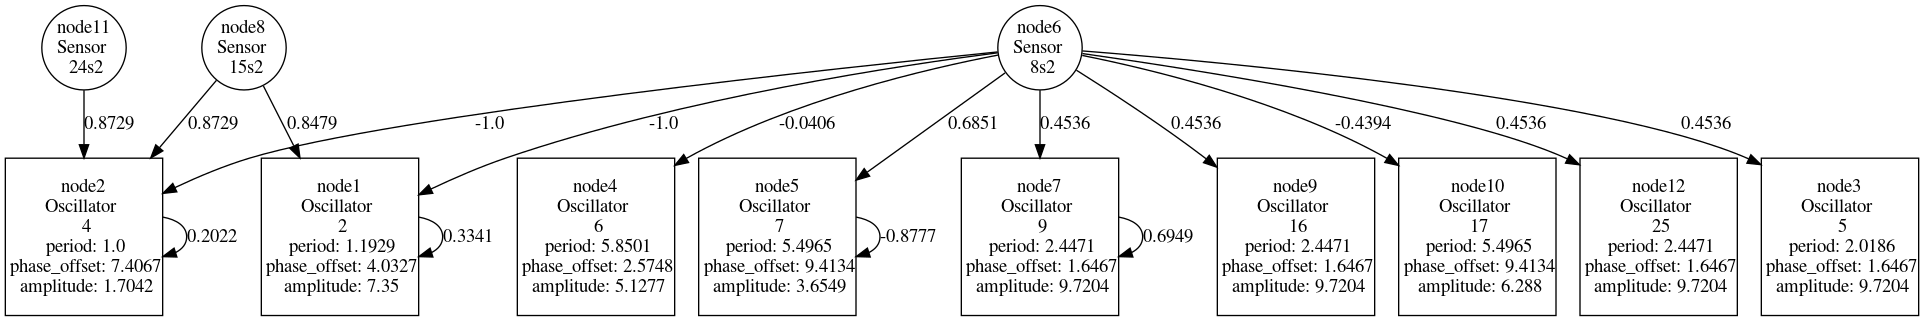 node11
Sensor
24s2
node8
Sensor
15s2
node6
Sensor
8s2
0.8729
0.8729
0.8479
-1.0
-1.0
-0.0406
0.6851
0.4536
0.4536
-0.4394
0.4536
0.4536
node2
Oscillator
4
period: 1.0
phase_offset: 7.4067
amplitude: 1.7042
0.2022
node1
Oscillator
2
period: 1.1929
phase_offset: 4.0327
amplitude: 7.35
0.3341
node4
Oscillator
6
period: 5.8501
phase_offset: 2.5748
amplitude: 5.1277
node5
Oscillator
7
period: 5.4965
phase_offset: 9.4134
amplitude: 3.6549
-0.8777
node7
Oscillator
9
period: 2.4471
phase_offset: 1.6467
amplitude: 9.7204
0.6949
node9
Oscillator
16
period: 2.4471
phase_offset: 1.6467
amplitude: 9.7204
node10
Oscillator
17
period: 5.4965
phase_offset: 9.4134
amplitude: 6.288
node12
Oscillator
25
period: 2.4471
phase_offset: 1.6467
amplitude: 9.7204
node3
Oscillator
5
period: 2.0186
phase_offset: 1.6467
amplitude: 9.7204